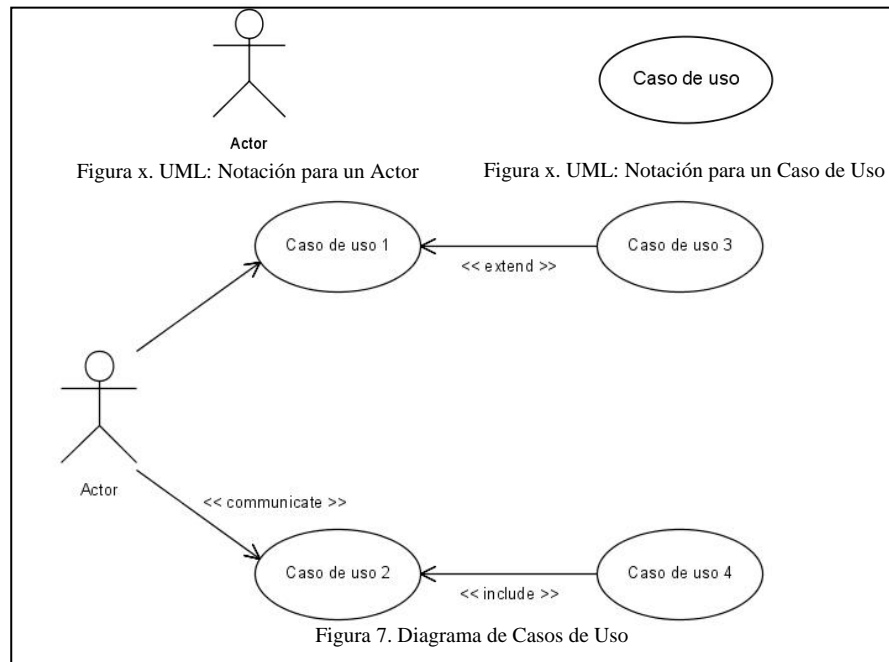 Actor
Caso de uso
Figura x. UML: Notación para un Actor
Figura x. UML: Notación para un Caso de Uso
Caso de uso 1
<< extend >>
Caso de uso 3
Actor
<< communicate >>
Caso de uso 2
<< include >>
Caso de uso 4
Figura 7. Diagrama de Casos de Uso